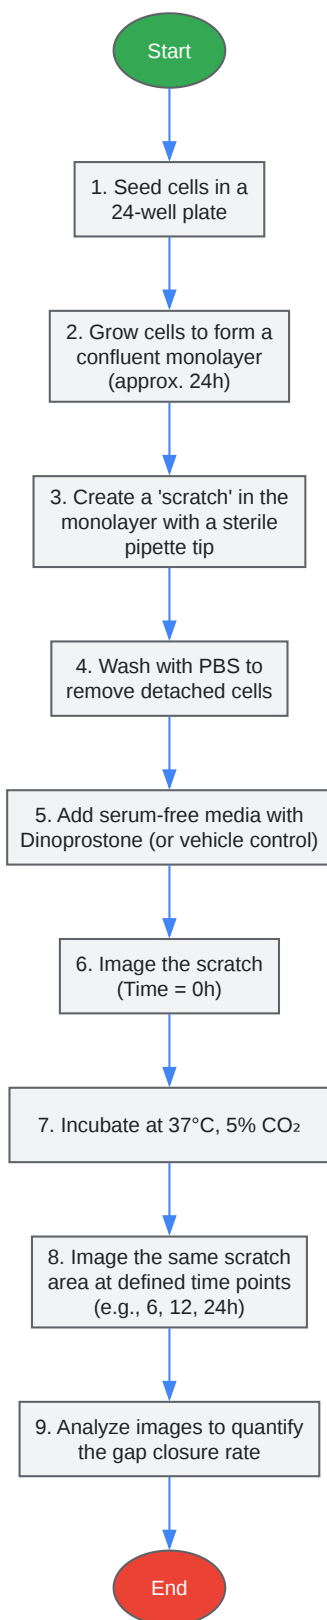 Start
1. Seed cells in a
24-well plate
2. Grow cells to form a
confluent monolayer
(approx. 24h)
3. Create a 'scratch' in the
monolayer with a sterile
pipette tip
4. Wash with PBS to
remove detached cells
5. Add serum-free media with
Dinoprostone (or vehicle control)
6. Image the scratch
(Time = 0h)
7. Incubate at 37°C, 5% CO₂
8. Image the same scratch
area at defined time points
(e.g., 6, 12, 24h)
9. Analyze images to quantify
the gap closure rate
End